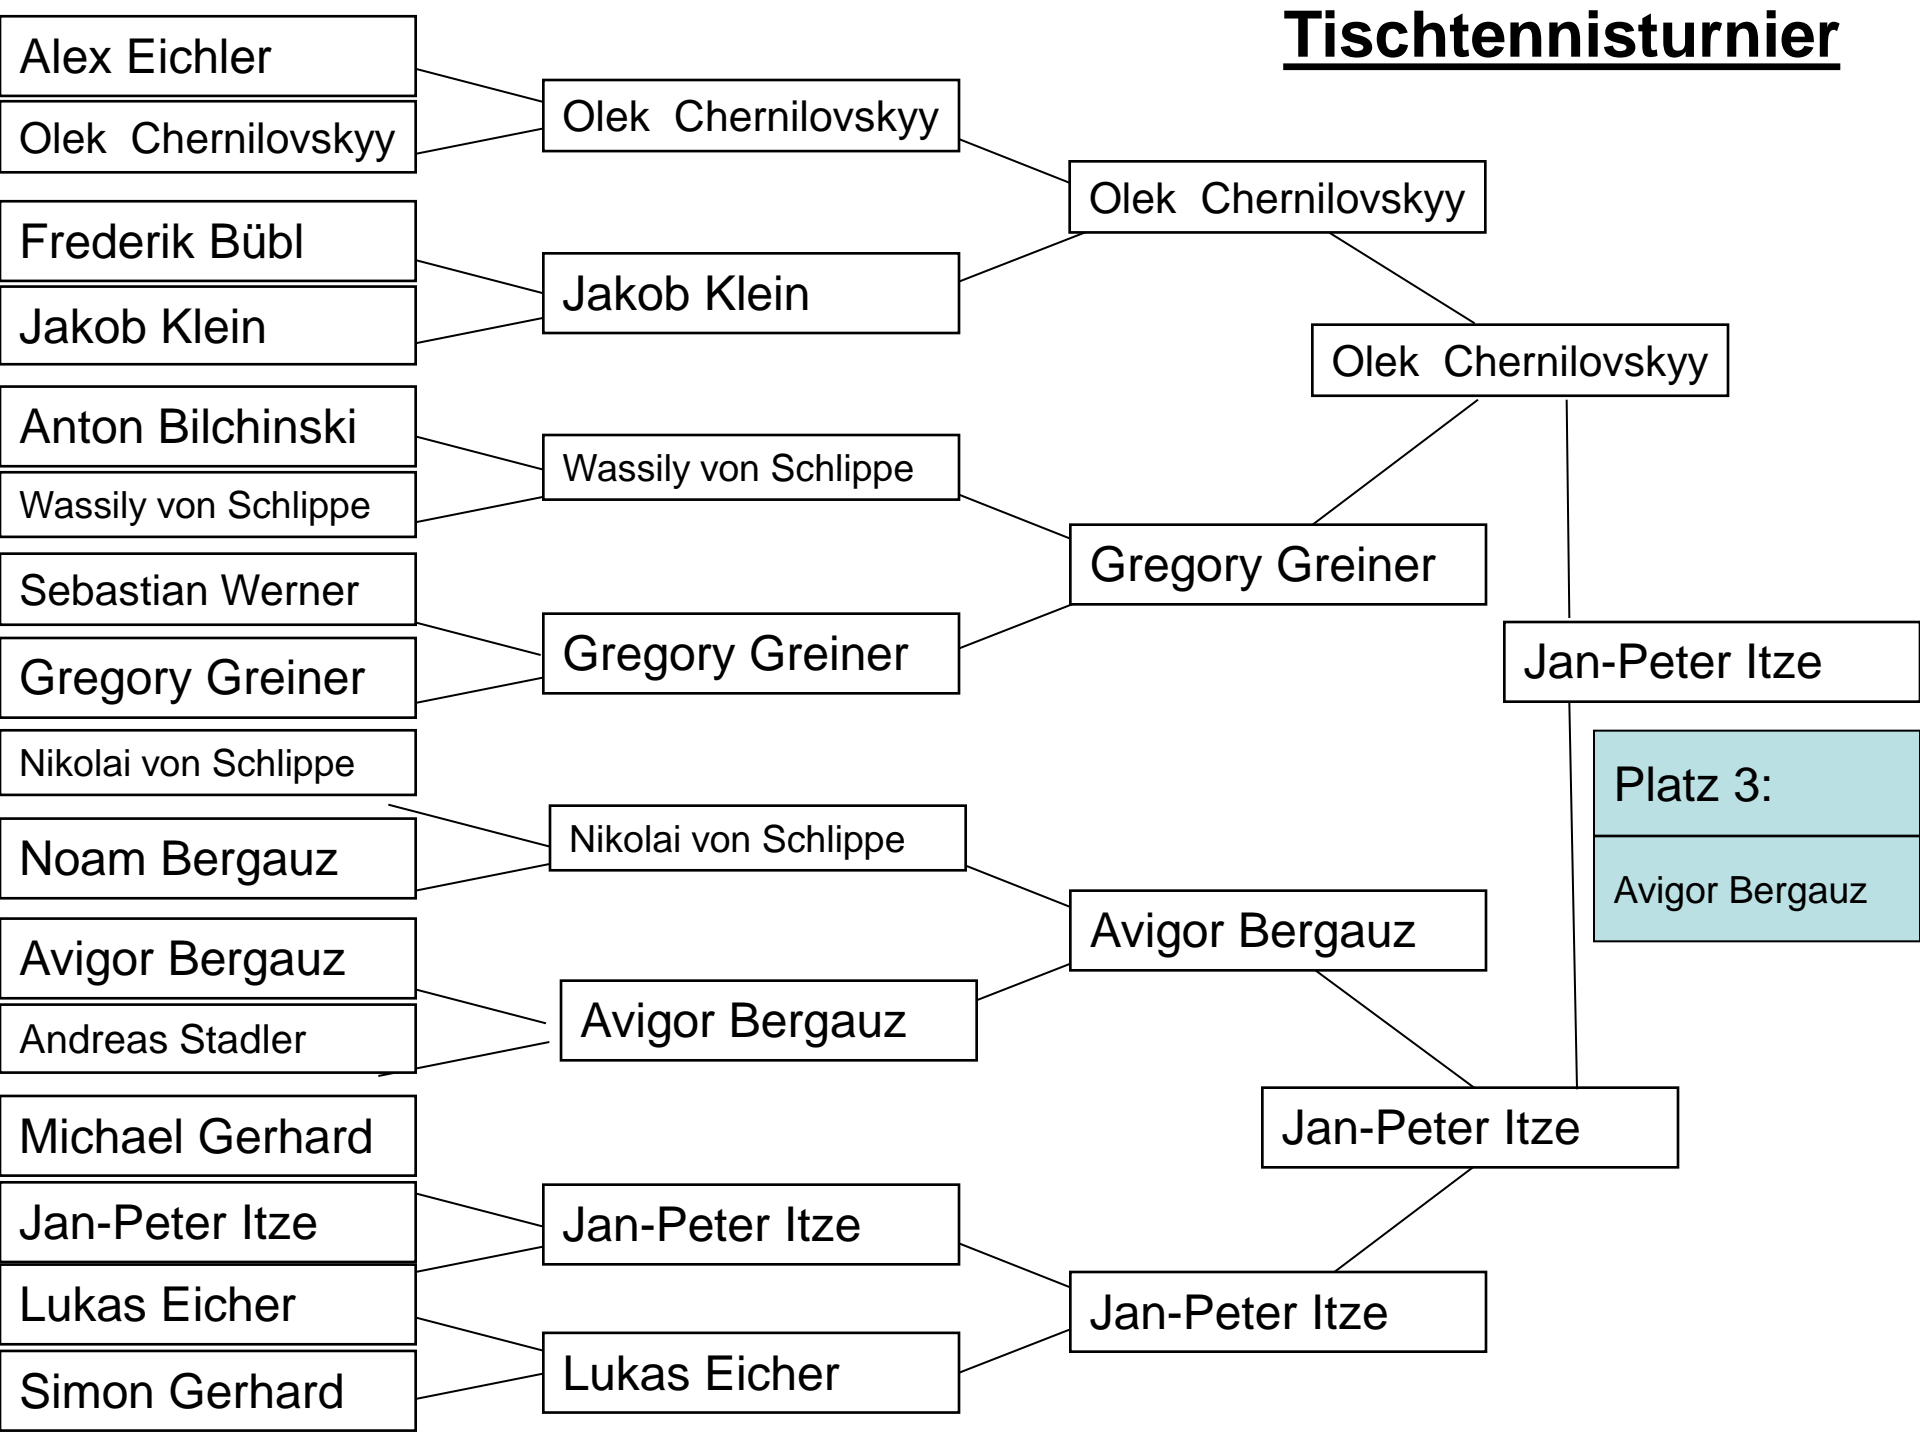 Tischtennisturnier
Alex Eichler
Olek  Chernilovskyy
Frederik Bübl
Jakob Klein
Anton Bilchinski
Wassily von Schlippe
Sebastian Werner
Gregory Greiner
Nikolai von Schlippe
Noam Bergauz
Avigor Bergauz
Andreas Stadler
Michael Gerhard
Jan-Peter Itze
Lukas Eicher
Simon Gerhard
Olek  Chernilovskyy
Jakob Klein
Wassily von Schlippe
Gregory Greiner
Nikolai von Schlippe
Avigor Bergauz
Jan-Peter Itze
Lukas Eicher
Olek  Chernilovskyy
Gregory Greiner
Avigor Bergauz
Jan-Peter Itze
Olek  Chernilovskyy
Jan-Peter Itze
Jan-Peter Itze
Platz 3:
Avigor Bergauz